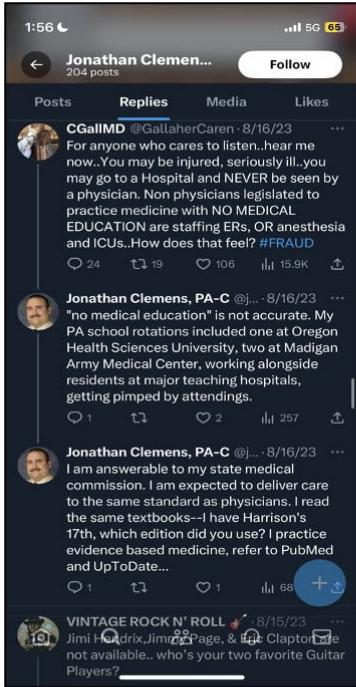 1:56 5G 65
Jonathan Clemen... Follow
204 posts
Posts Replies Media Likes
CGallMD @GallaherCaren · 8/16/23 ...
For anyone who cares to listen..hear me
now..You may be injured, seriously ill..you
may go to a Hospital and NEVER be seen by
a physician. Non physicians legislated to
practice medicine with NO MEDICAL
EDUCATION are staffing ERs, OR anesthesia
and ICUs..How does that feel? #FRAUD
24 19 106 15.9K
Jonathan Clemens, PA-C @j... · 8/16/23 ...
"no medical education" is not accurate. My
PA school rotations included one at Oregon
Health Sciences University, two at Madigan
Army Medical Center, working alongside
residents at major teaching hospitals,
getting pimped by attendings.
1 2 257
Jonathan Clemens, PA-C @j... · 8/16/23 ...
I am answerable to my state medical
commission. I am expected to deliver care
to the same standard as physicians. I read
the same textbooks--I have Harrison's
17th, which edition did you use? I practice
evidence based medicine, refer to PubMed
and UpToDate...
1 1 68
VINTAGE ROCK N' ROLL 🎸 · 8/15/23 ...
Jimi Hendrix,Jimmy Page, & Eric Clapton are
not available.. who's your two favorite Guitar
Players?